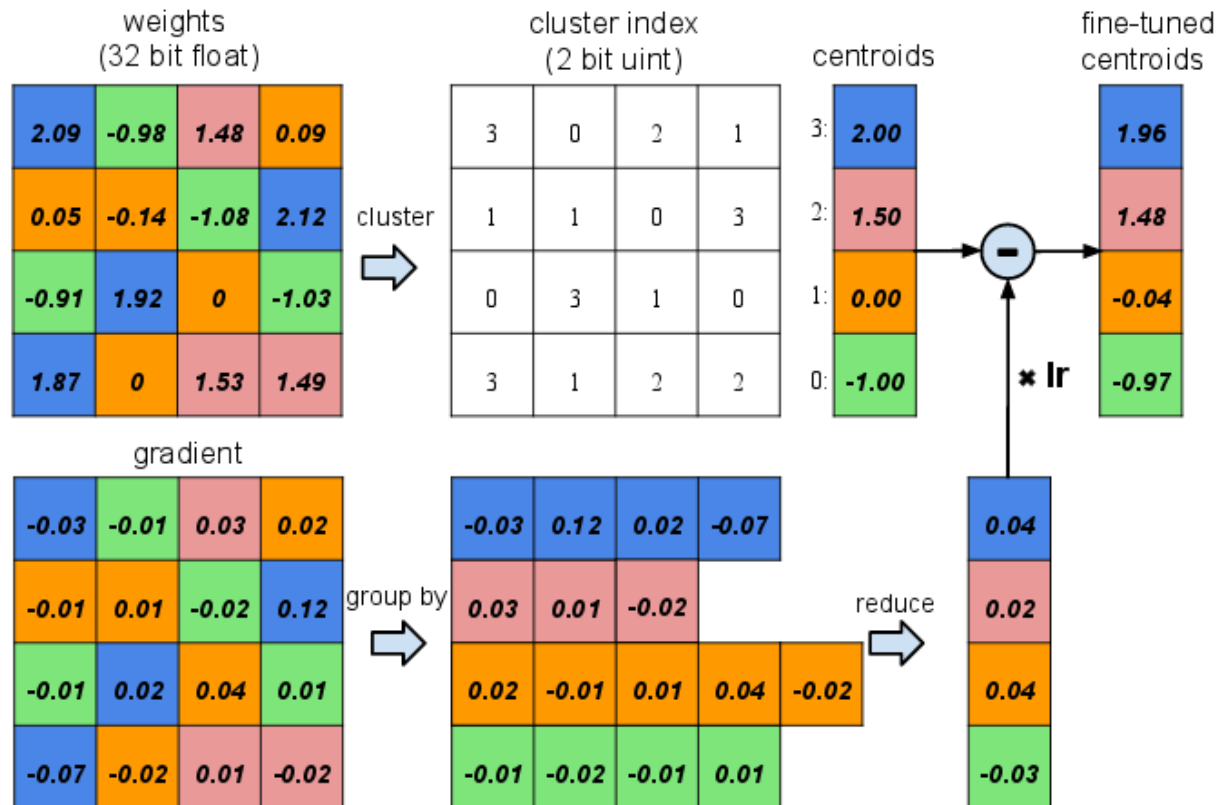 weights
(32 bit float)
cluster index
(2 bit uint)
centroids
fine-tuned
centroids
2.09 -0.98 1.48 0.09
3 0 2 1
3: 2.00
1.96
0.05 -0.14 -1.08 2.12
cluster
1 1 0 3
2: 1.50
1.48
-0.91 1.92 0 -1.03
0 3 1 0
1: 0.00
-
-0.04
1.87 0 1.53 1.49
3 1 2 2
0: -1.00
× lr
-0.97
gradient
-0.03 -0.01 0.03 0.02
-0.03 0.12 0.02 -0.07
0.04
-0.01 0.01 -0.02 0.12
group by
0.03 0.01 -0.02
reduce
0.02
-0.01 0.02 0.04 0.01
0.02 -0.01 0.01 0.04 -0.02
0.04
-0.07 -0.02 0.01 -0.02
-0.01 -0.02 -0.01 0.01
-0.03